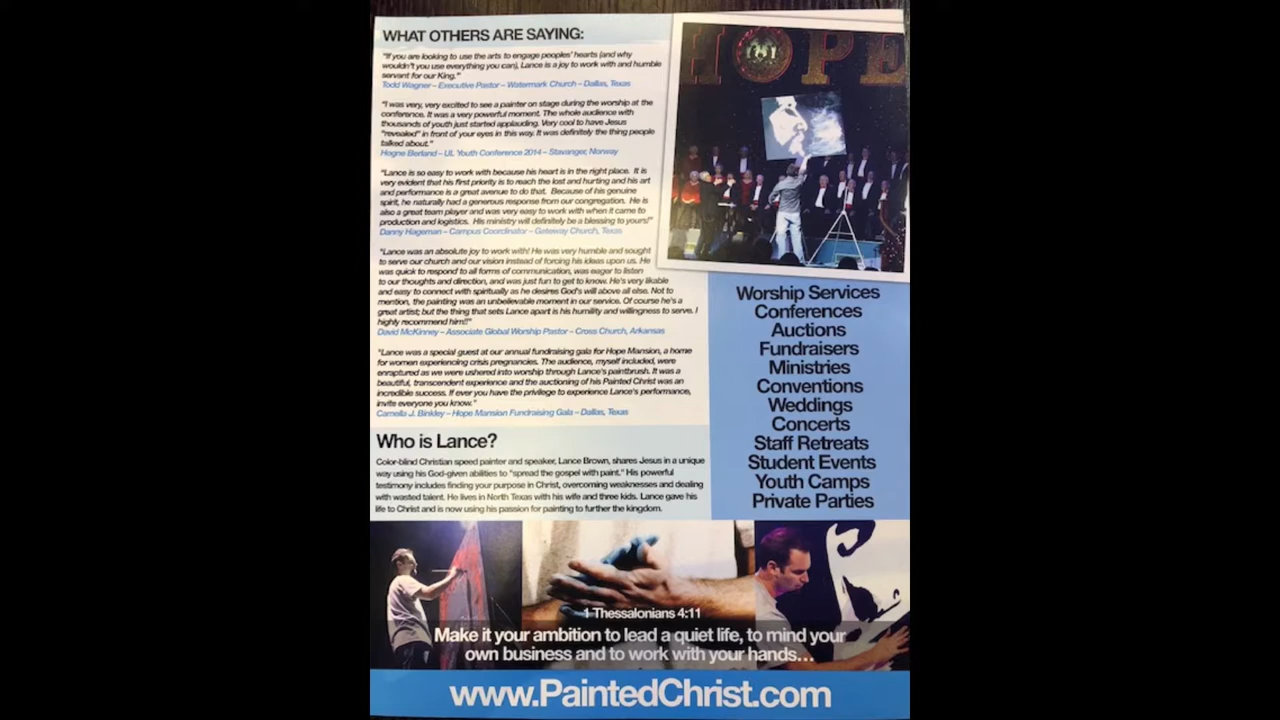 WHAT OTHERS ARE SAYING:
"If you are looking to use the arts to engage peoples' hearts (and why
wouldn't you use everything you can), Lance is a joy to work with and humble
servant for our King."
Todd Wagner – Executive Pastor – Watermark Church – Dallas, Texas
"I was very, very excited to see a painter on stage during the worship at the
conference. It was a very powerful moment. The whole audience with
thousands of youth just started applauding. Very cool to have Jesus
"revealed" in front of your eyes in this way. It was definitely the thing people
talked about."
Hogne Berland – UL Youth Conference 2014 – Stavanger, Norway
"Lance is so easy to work with because his heart is in the right place. It is
very evident that his first priority is to reach the lost and hurting and his art
and performance is a great avenue to do that. Because of his genuine
spirit, he naturally had a generous response from our congregation. He is
also a great team player and was very easy to work with when it came to
production and logistics. His ministry will definitely be a blessing to yours!"
Danny Hageman – Campus Coordinator – Gateway Church, Texas
"Lance was an absolute joy to work with! He was very humble and sought
to serve our church and our vision instead of forcing his ideas upon us. He
was quick to respond to all forms of communication, was eager to listen
to our thoughts and direction, and was just fun to get to know. He's very likable
and easy to connect with spiritually as he desires God's will above all else. Not to
mention, the painting was an unbelievable moment in our service. Of course he's a
great artist; but the thing that sets Lance apart is his humility and willingness to serve. I
highly recommend him!!"
David McKinney – Associate Global Worship Pastor – Cross Church, Arkansas
"Lance was a special guest at our annual fundraising gala for Hope Mansion, a home
for women experiencing crisis pregnancies. The audience, myself included, were
enraptured as we were ushered into worship through Lance's paintbrush. It was a
beautiful, transcendent experience and the auctioning of his Painted Christ was an
incredible success. If ever you have the privilege to experience Lance's performance,
invite everyone you know."
Camella J. Binkley – Hope Mansion Fundraising Gala – Dallas, Texas
Who is Lance?
Color-blind Christian speed painter and speaker, Lance Brown, shares Jesus in a unique
way using his God-given abilities to "spread the gospel with paint." His powerful
testimony includes finding your purpose in Christ, overcoming weaknesses and dealing
with wasted talent. He lives in North Texas with his wife and three kids. Lance gave his
life to Christ and is now using his passion for painting to further the kingdom.
HOPE
Worship Services
Conferences
Auctions
Fundraisers
Ministries
Conventions
Weddings
Concerts
Staff Retreats
Student Events
Youth Camps
Private Parties
1 Thessalonians 4:11
Make it your ambition to lead a quiet life, to mind your
own business and to work with your hands…
www.PaintedChrist.com